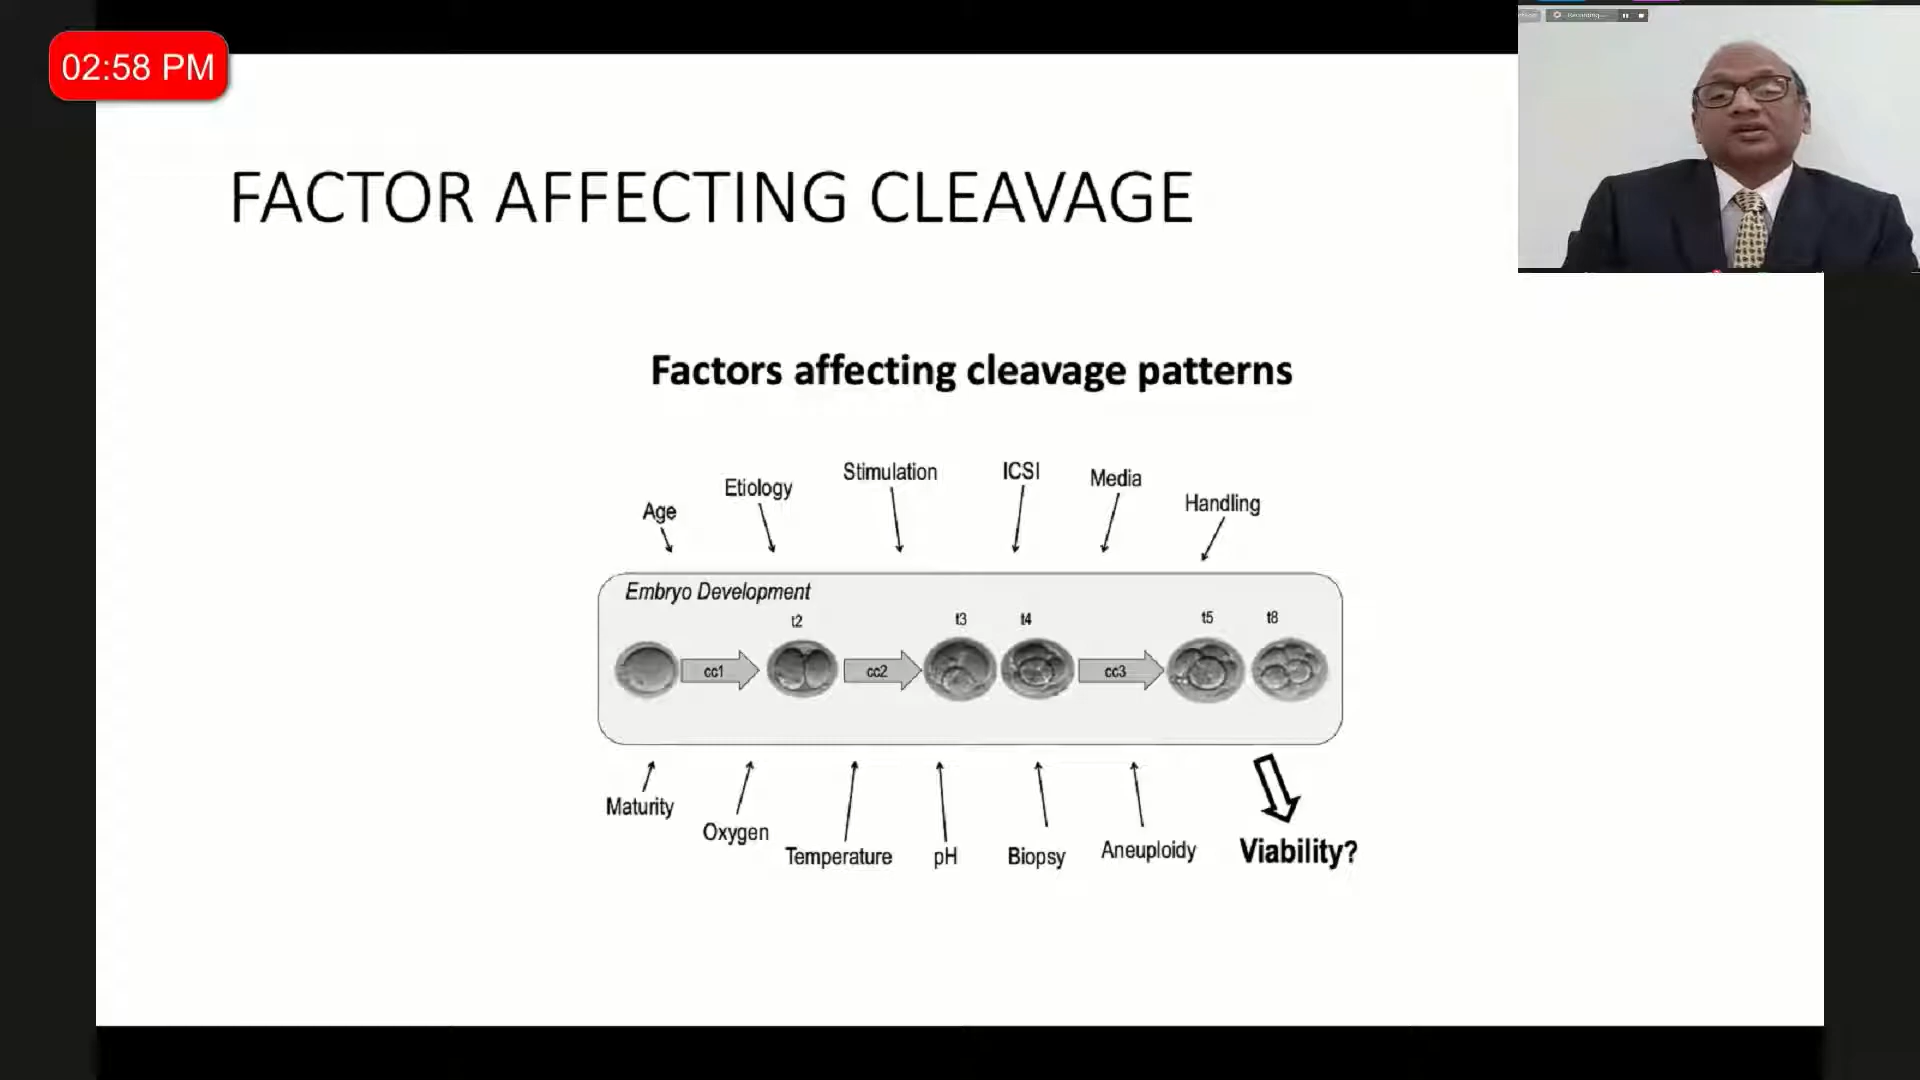 02:58 PM
Recording...
FACTOR AFFECTING CLEAVAGE
Factors affecting cleavage patterns
Age
Etiology
Stimulation
ICSI
Media
Handling
Embryo Development
t2
t3
t4
t5
t8
cc1
cc2
cc3
Maturity
Oxygen
Temperature
pH
Biopsy
Aneuploidy
Viability?